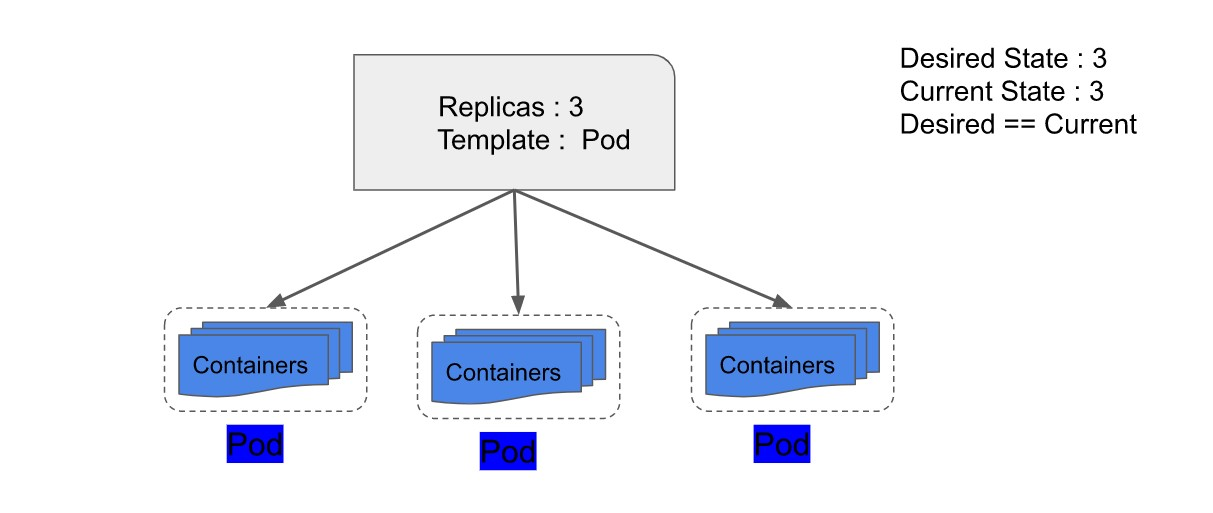 Replicas : 3
Template :  Pod
Desired State : 3
Current State : 3
Desired == Current
Containers
Containers
Containers
Pod
Pod
Pod